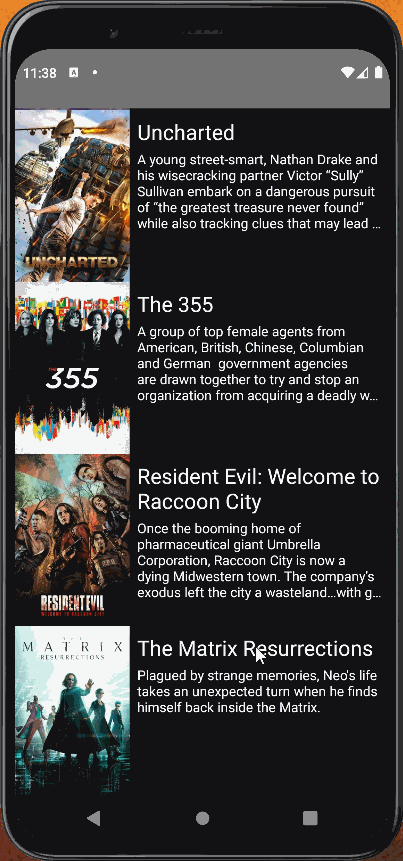 11:38 A
UNCHARTED
Uncharted
A young street-smart, Nathan Drake and
his wisecracking partner Victor “Sully”
Sullivan embark on a dangerous pursuit
of “the greatest treasure never found”
while also tracking clues that may lead ...
THE
355
The 355
A group of top female agents from
American, British, Chinese, Columbian
and German  government agencies
are drawn together to try and stop an
organization from acquiring a deadly w...
RESIDENT EVIL
WELCOME TO RACCOON CITY
Resident Evil: Welcome to
Raccoon City
Once the booming home of
pharmaceutical giant Umbrella
Corporation, Raccoon City is now a
dying Midwestern town. The company's
exodus left the city a wasteland...with g...
THE
MATRIX
RESURRECTIONS
The Matrix Resurrections
Plagued by strange memories, Neo's life
takes an unexpected turn when he finds
himself back inside the Matrix.